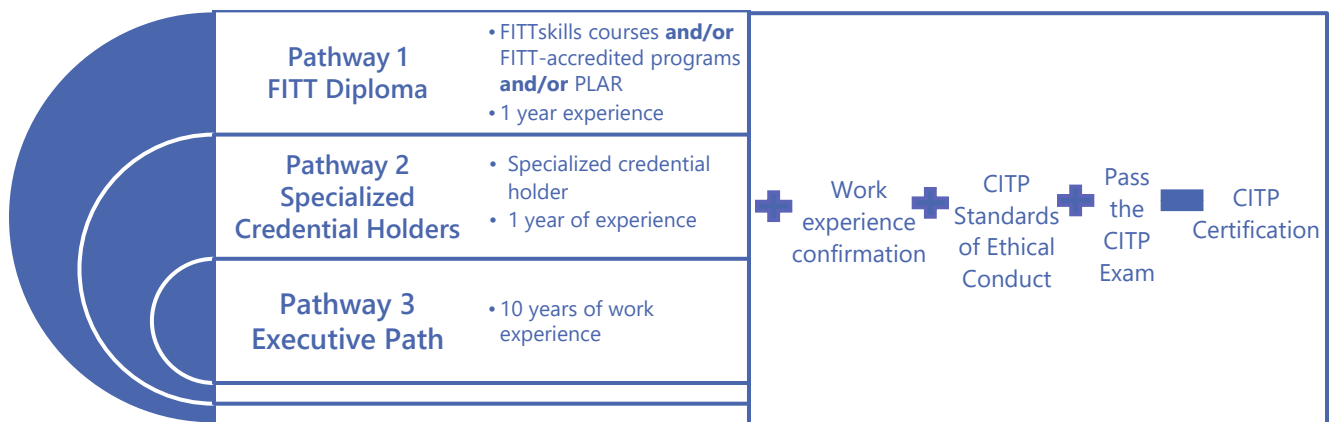 Pathway 1
FITT Diploma
• FITTskills courses and/or
FITT-accredited programs
and/or PLAR
• 1 year experience
Pathway 2
Specialized
Credential Holders
• Specialized credential
holder
• 1 year of experience
Pathway 3
Executive Path
• 10 years of work
experience
Work
experience
confirmation
CITP
Standards
of Ethical
Conduct
Pass
the
CITP
Exam
CITP
Certification